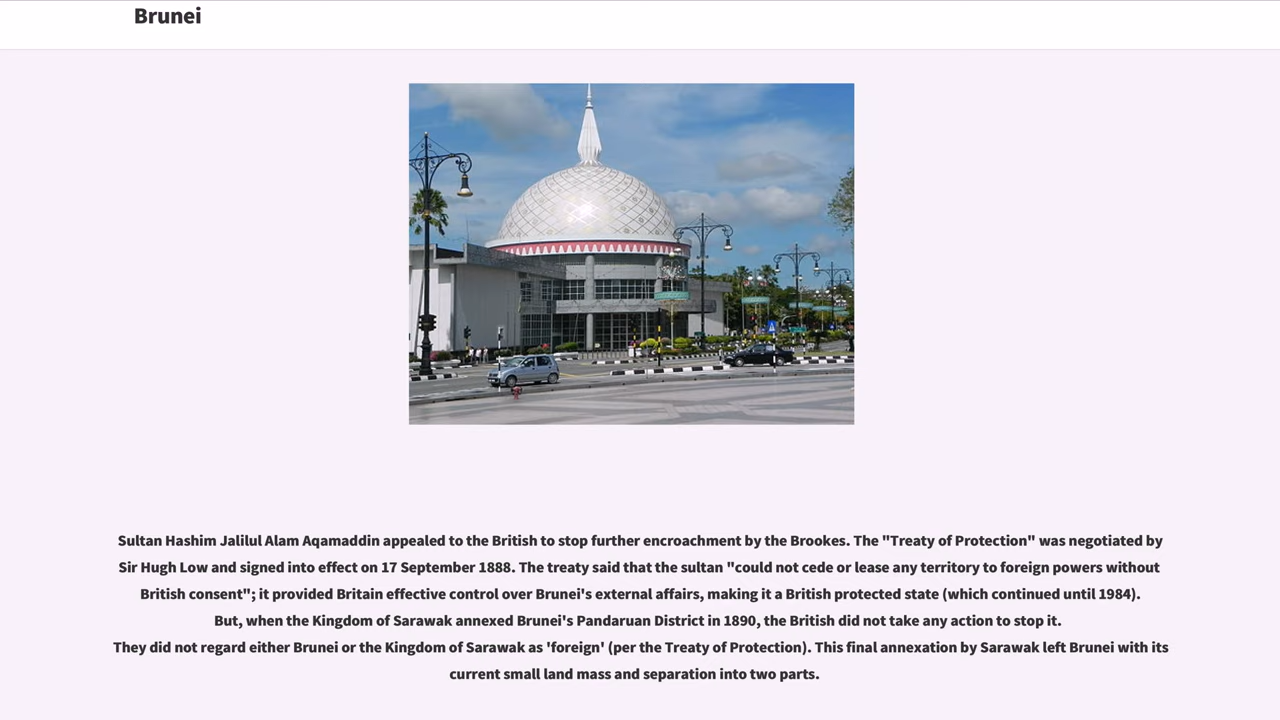 Brunei
Sultan Hashim Jalilul Alam Aqamaddin appealed to the British to stop further encroachment by the Brookes. The "Treaty of Protection" was negotiated by
Sir Hugh Low and signed into effect on 17 September 1888. The treaty said that the sultan "could not cede or lease any territory to foreign powers without
British consent"; it provided Britain effective control over Brunei's external affairs, making it a British protected state (which continued until 1984).
But, when the Kingdom of Sarawak annexed Brunei's Pandaruan District in 1890, the British did not take any action to stop it.
They did not regard either Brunei or the Kingdom of Sarawak as 'foreign' (per the Treaty of Protection). This final annexation by Sarawak left Brunei with its
current small land mass and separation into two parts.